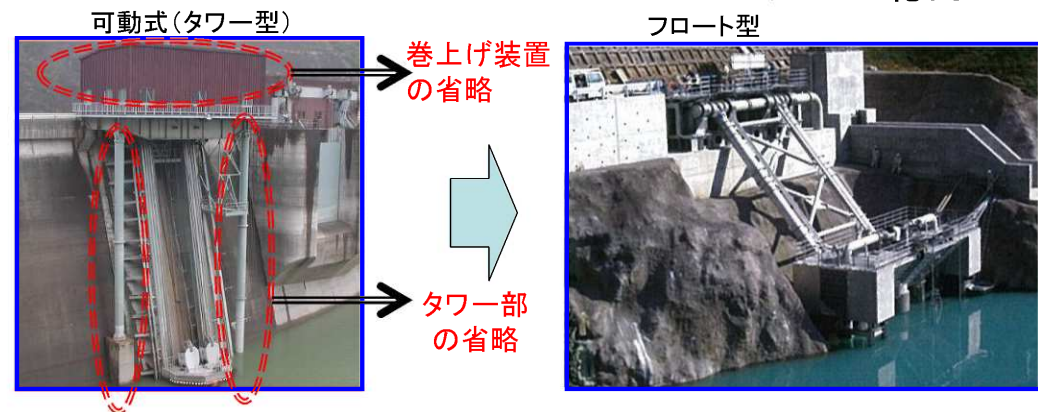 可動式(タワー型)
フロート型
巻上げ装置
の省略
タワー部
の省略